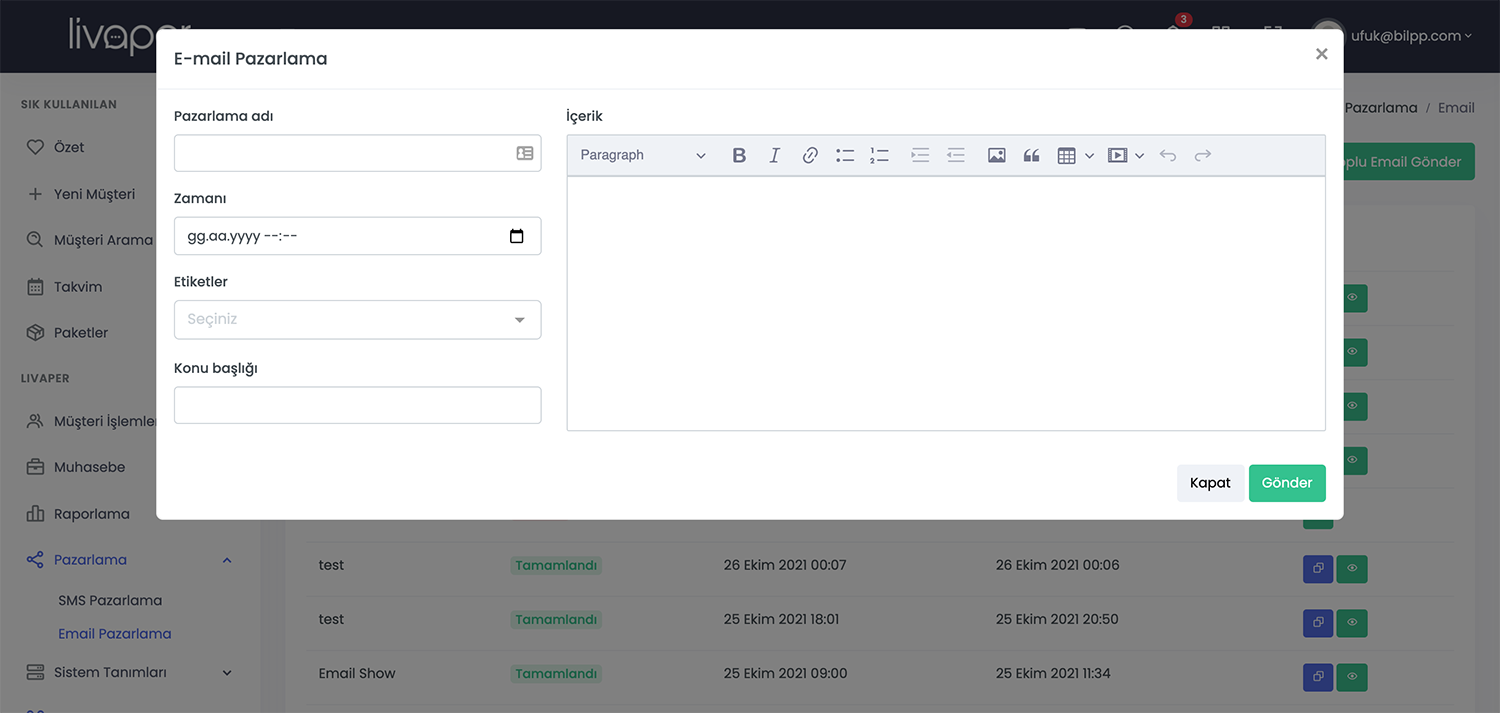 livaper
3
ufuk@bilpp.com
E-mail Pazarlama
SIK KULLANILAN
Özet
Yeni Müşteri
Müşteri Arama
Takvim
Paketler
LIVAPER
Müşteri İşlemler
Muhasebe
Raporlama
Pazarlama
SMS Pazarlama
Email Pazarlama
Sistem Tanımları
Pazarlama adı
Zamanı
gg.aa.yyyy --:--
Etiketler
Seçiniz
Konu başlığı
İçerik
Paragraph
Kapat
Gönder
Pazarlama / Email
oplu Email Gönder
test Tamamlandı 26 Ekim 2021 00:07 26 Ekim 2021 00:06
test Tamamlandı 25 Ekim 2021 18:01 25 Ekim 2021 20:50
Email Show Tamamlandı 25 Ekim 2021 09:00 25 Ekim 2021 11:34